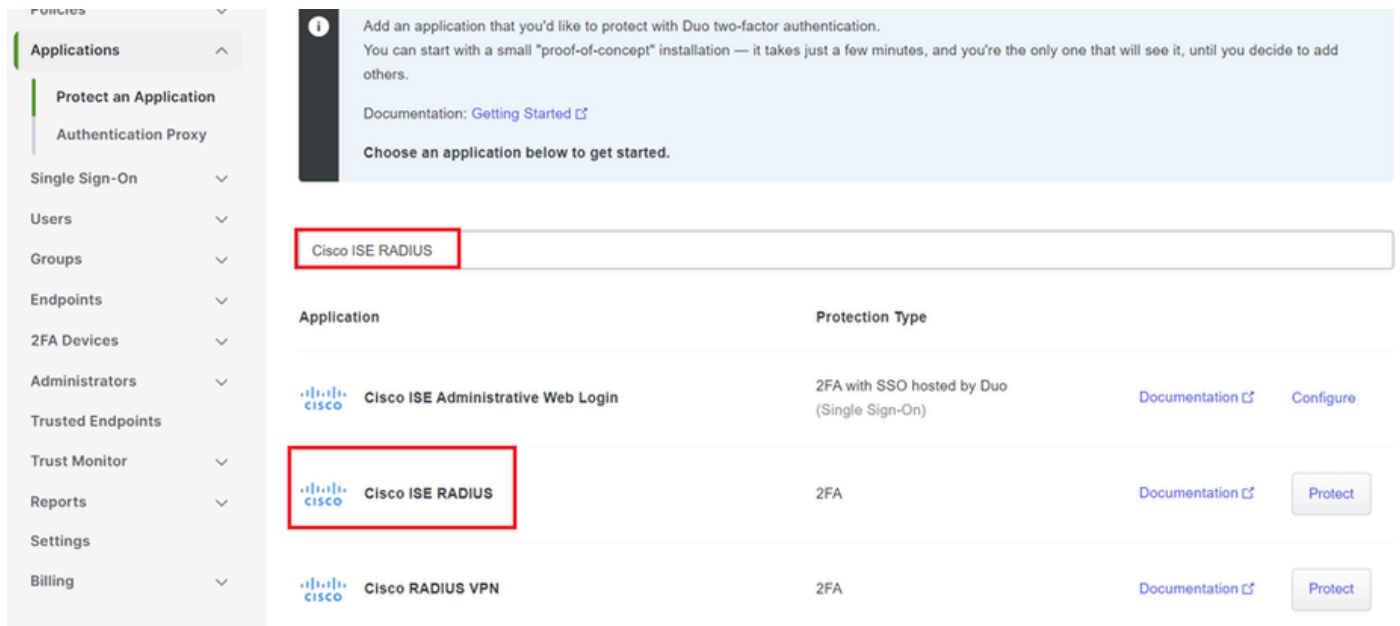 Policies
Applications
Protect an Application
Authentication Proxy
Single Sign-On
Users
Groups
Endpoints
2FA Devices
Administrators
Trusted Endpoints
Trust Monitor
Reports
Settings
Billing
Add an application that you'd like to protect with Duo two-factor authentication.
You can start with a small "proof-of-concept" installation — it takes just a few minutes, and you're the only one that will see it, until you decide to add
others.
Documentation: Getting Started
Choose an application below to get started.
Cisco ISE RADIUS
Application Protection Type
CISCO Cisco ISE Administrative Web Login 2FA with SSO hosted by Duo Documentation Configure
(Single Sign-On)
CISCO Cisco ISE RADIUS 2FA Documentation Protect
CISCO Cisco RADIUS VPN 2FA Documentation Protect